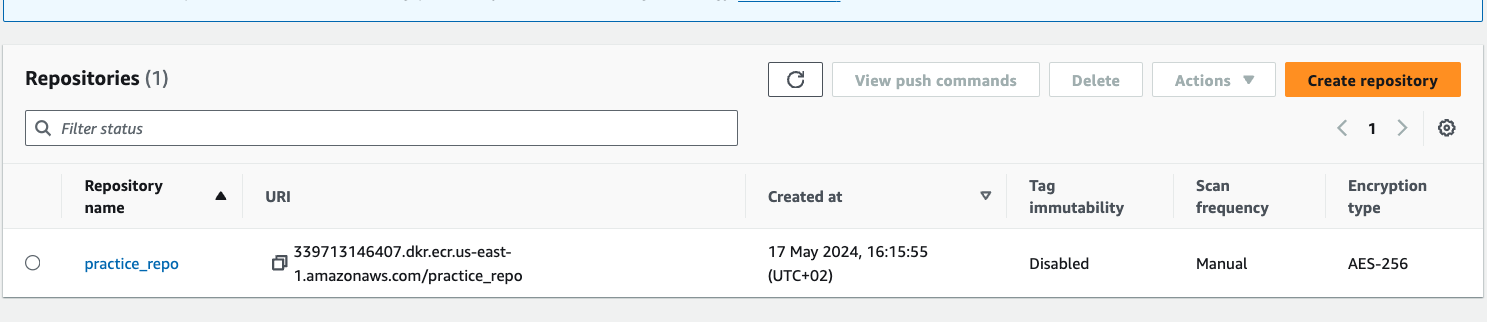 Repositories (1)
View push commands
Delete
Actions
Create repository
Filter status
1
Repository
name
URI
Created at
Tag
immutability
Scan
frequency
Encryption
type
practice_repo
339713146407.dkr.ecr.us-east-
1.amazonaws.com/practice_repo
17 May 2024, 16:15:55
(UTC+02)
Disabled
Manual
AES-256